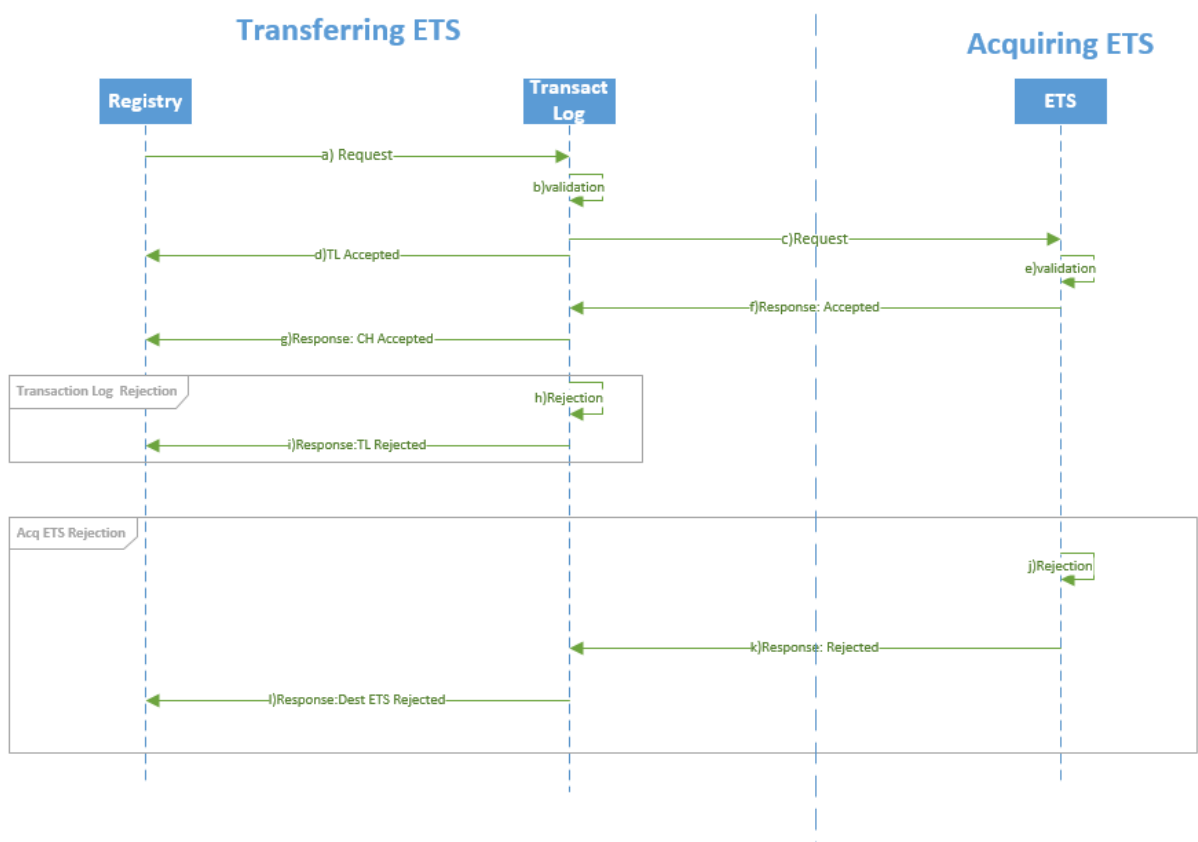 Transferring ETS
Acquiring ETS
Registry
Transact
Log
ETS
a) Request
b)validation
c)Request
d)TL Accepted
e)validation
f)Response: Accepted
g)Response: CH Accepted
Transaction Log Rejection
h)Rejection
i)Response:TL Rejected
Acq ETS Rejection
j)Rejection
k)Response: Rejected
l)Response:Dest ETS Rejected